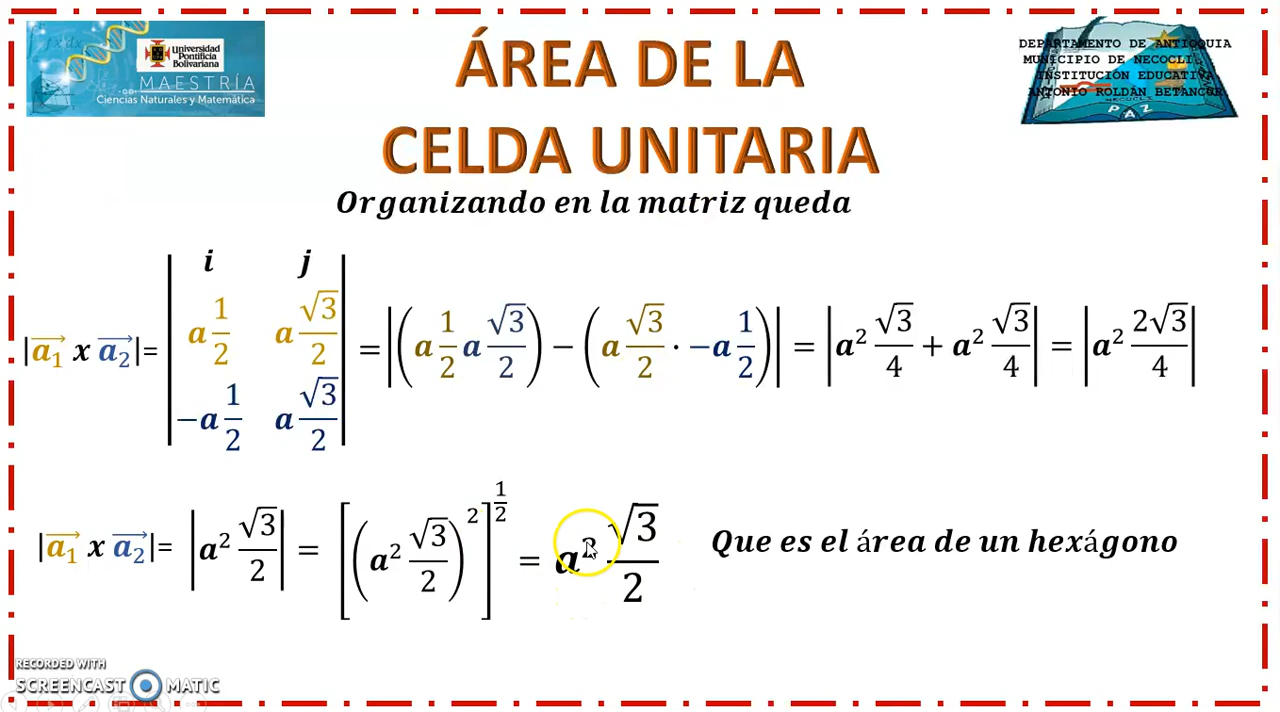 Universidad
Pontificia
Bolivariana
MAESTRÍA
Ciencias Naturales y Matemática
ÁREA DE LA
CELDA UNITARIA
DEPARTAMENTO DE ANTIOQUIA
MUNICIPIO DE NECOCLI
INSTITUCIÓN EDUCATIVA
ANTONIO ROLDÁN BETANCUR
PAZ
Organizando en la matriz queda
|a₁⃗ x a₂⃗|= | i j ; a 1/2 a √3/2 ; −a 1/2 a √3/2 | = |(a 1/2 a √3/2) − (a √3/2 · −a 1/2)| = |a² √3/4 + a² √3/4| = |a² 2√3/4|
|a₁⃗ x a₂⃗|= |a² √3/2| = [(a² √3/2)²]^1/2 = a² √3/2 Que es el área de un hexágono
RECORDED WITH
SCREENCAST MATIC